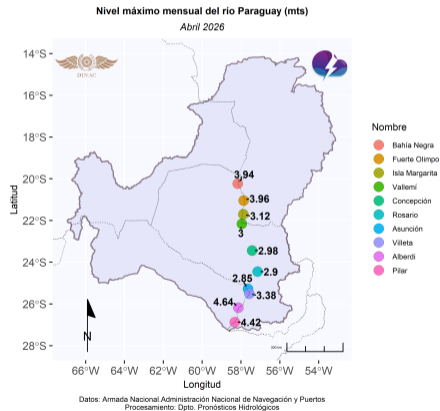 Nivel máximo mensual del río Paraguay (mts)
Abril 2026
DINAC
14°S
16°S
18°S
20°S
22°S
24°S
26°S
28°S
Latitud
3.94
3.96
3.12
3
2.98
2.9
2.85
3.38
4.64
4.42
N
66°W
64°W
62°W
60°W
58°W
56°W
54°W
Longitud
Nombre
Bahía Negra
Fuerte Olimpo
Isla Margarita
Vallemí
Concepción
Rosario
Asunción
Villeta
Alberdi
Pilar
Datos: Armada Nacional.Administración Nacional de Navegación y Puertos
Procesamiento: Dpto. Pronósticos Hidrológicos